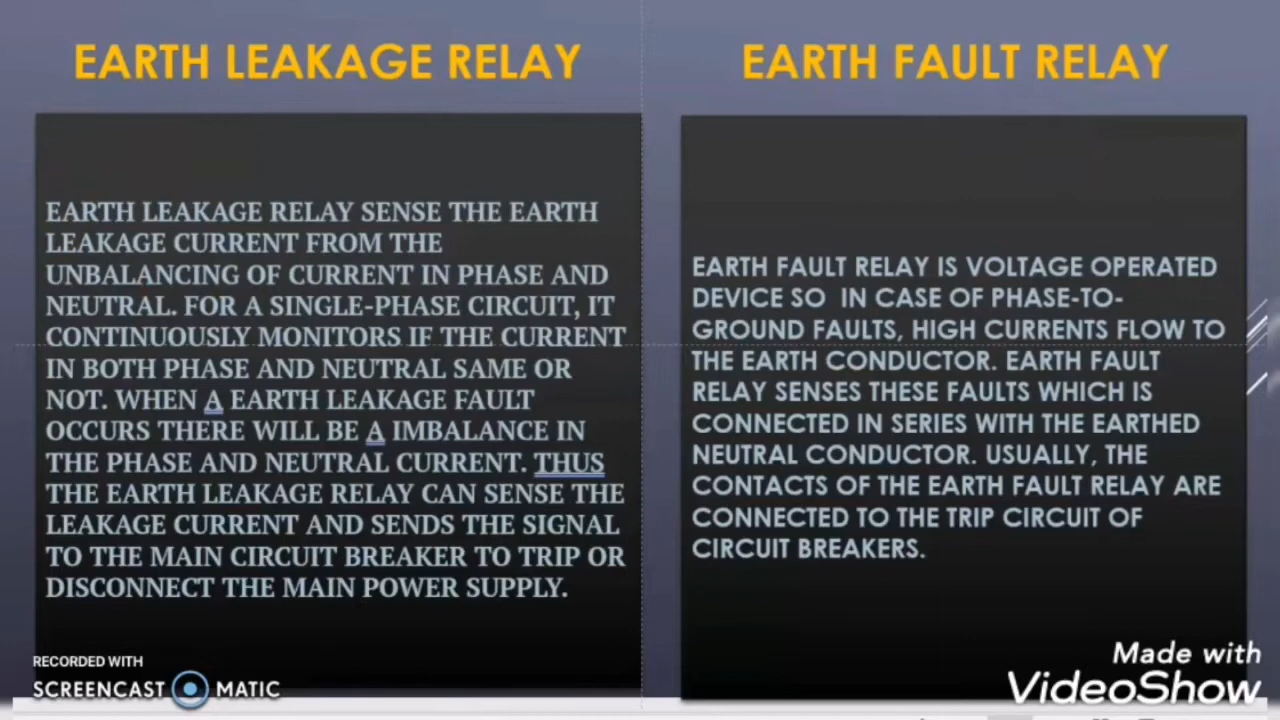 EARTH LEAKAGE RELAY
EARTH LEAKAGE RELAY SENSE THE EARTH
LEAKAGE CURRENT FROM THE
UNBALANCING OF CURRENT IN PHASE AND
NEUTRAL. FOR A SINGLE-PHASE CIRCUIT, IT
CONTINUOUSLY MONITORS IF THE CURRENT
IN BOTH PHASE AND NEUTRAL SAME OR
NOT. WHEN A EARTH LEAKAGE FAULT
OCCURS THERE WILL BE A IMBALANCE IN
THE PHASE AND NEUTRAL CURRENT. THUS
THE EARTH LEAKAGE RELAY CAN SENSE THE
LEAKAGE CURRENT AND SENDS THE SIGNAL
TO THE MAIN CIRCUIT BREAKER TO TRIP OR
DISCONNECT THE MAIN POWER SUPPLY.
EARTH FAULT RELAY
EARTH FAULT RELAY IS VOLTAGE OPERATED
DEVICE SO IN CASE OF PHASE-TO-
GROUND FAULTS, HIGH CURRENTS FLOW TO
THE EARTH CONDUCTOR. EARTH FAULT
RELAY SENSES THESE FAULTS WHICH IS
CONNECTED IN SERIES WITH THE EARTHED
NEUTRAL CONDUCTOR. USUALLY, THE
CONTACTS OF THE EARTH FAULT RELAY ARE
CONNECTED TO THE TRIP CIRCUIT OF
CIRCUIT BREAKERS.
RECORDED WITH
SCREENCAST MATIC
Made with
VideoShow